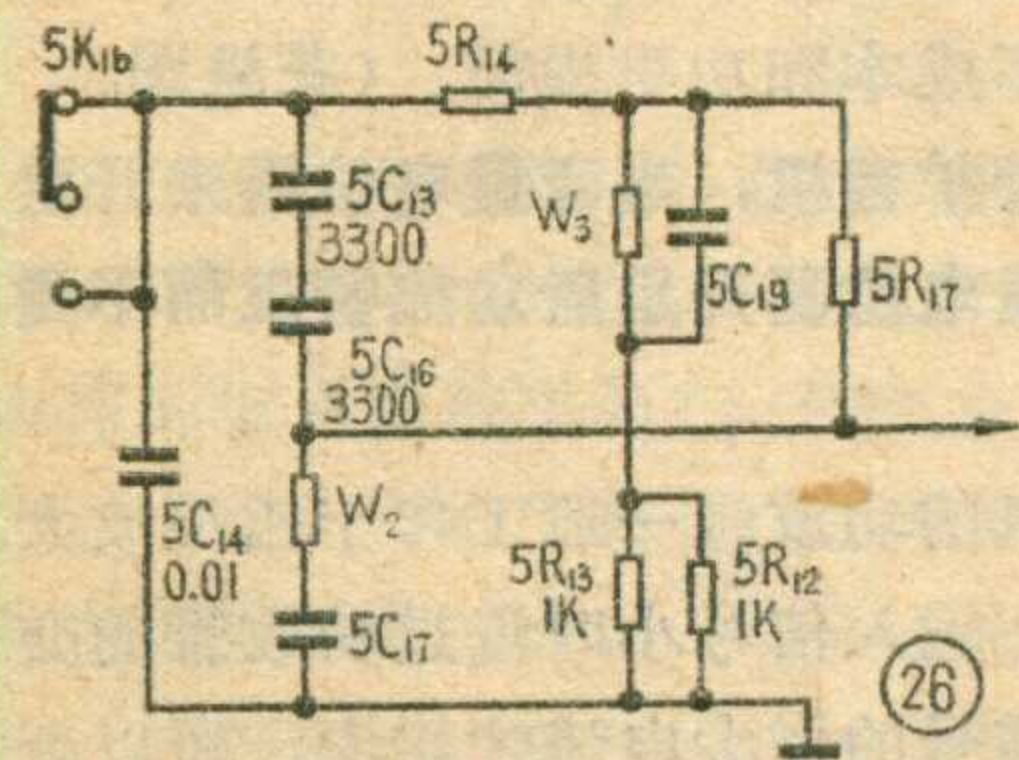 5K₁b
5R₁₄
5C₁₃
3300
W₃
5C₁₉
5R₁₇
5C₁₆
3300
5C₁₄
0.01
W₂
5C₁₇
5R₁₃
1K
5R₁₂
1K
26